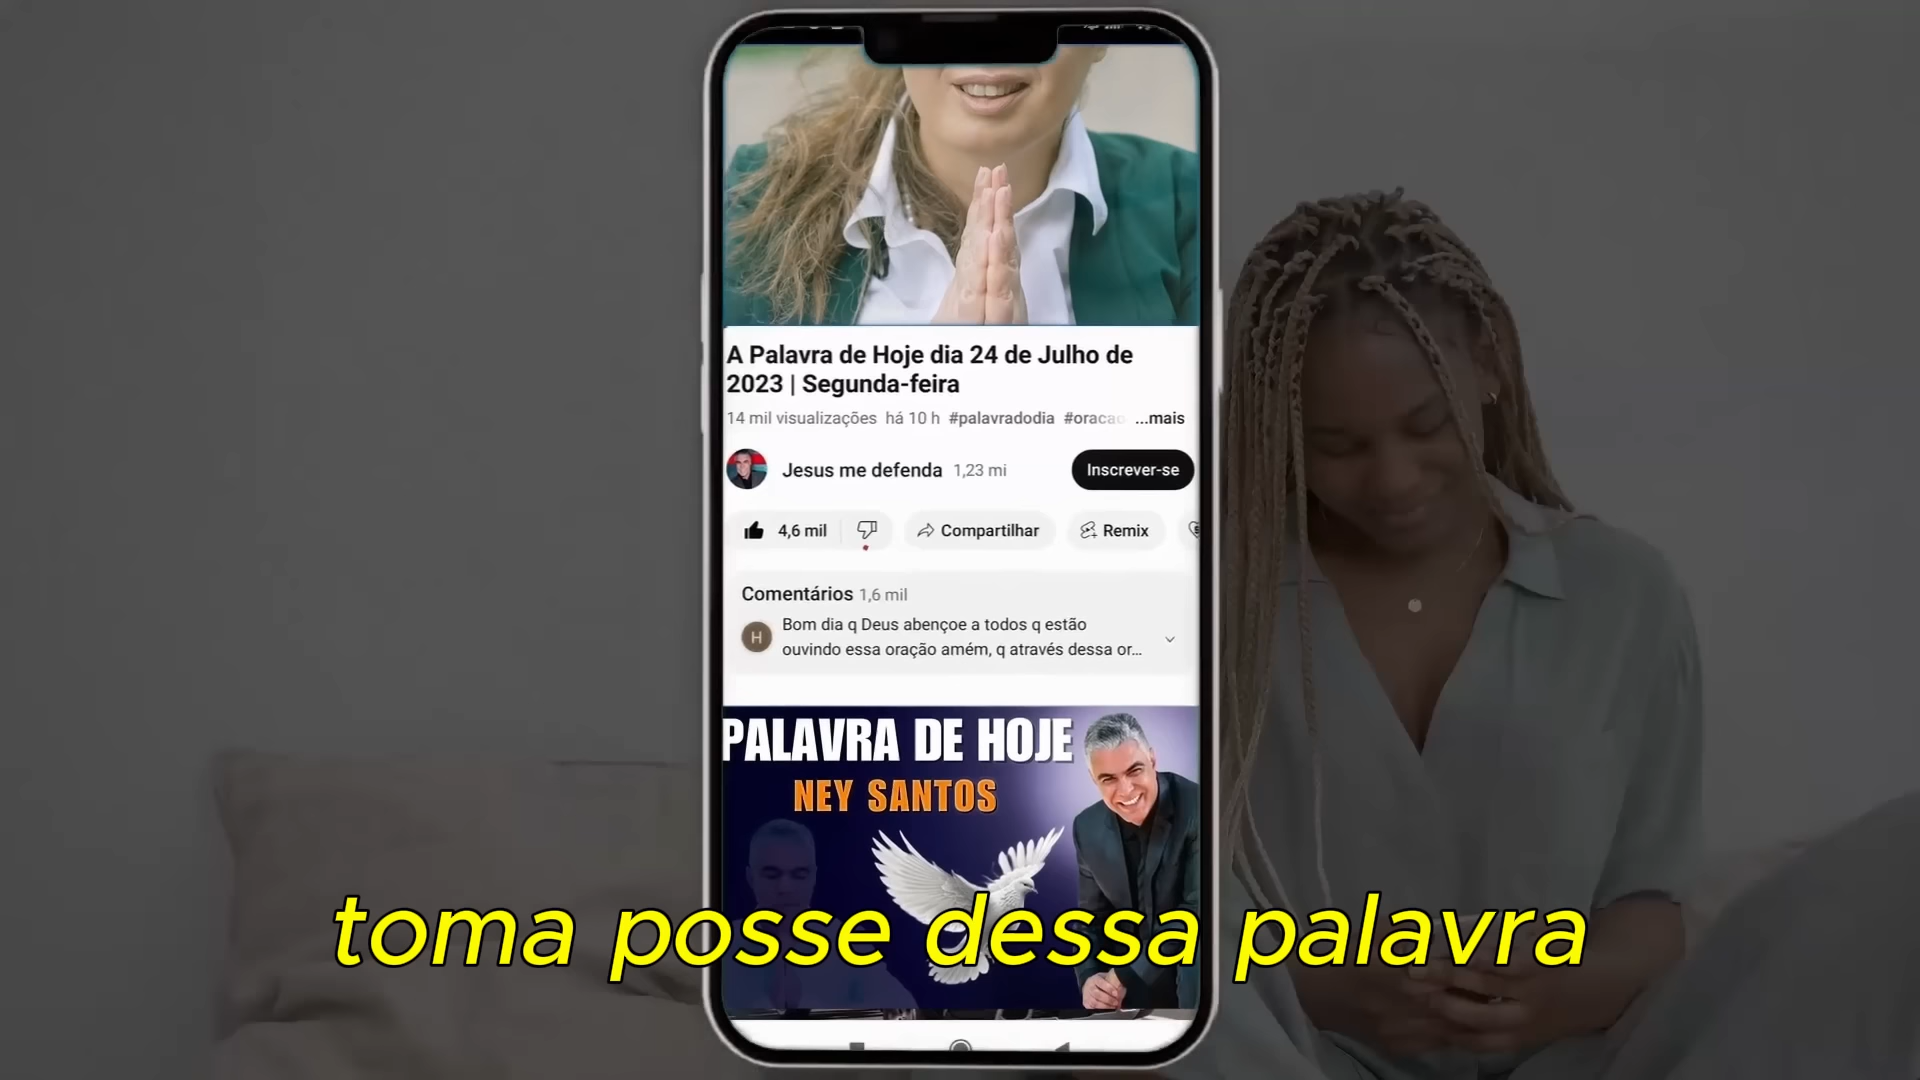 A Palavra de Hoje dia 24 de Julho de
2023 | Segunda-feira
14 mil visualizações há 10 h #palavradodia #oracao ...mais
Jesus me defenda 1,23 mi Inscrever-se
4,6 mil Compartilhar Remix
Comentários 1,6 mil
H
Bom dia q Deus abençoe a todos q estão
ouvindo essa oração amém, q através dessa or...
PALAVRA DE HOJE
NEY SANTOS
toma posse dessa palavra